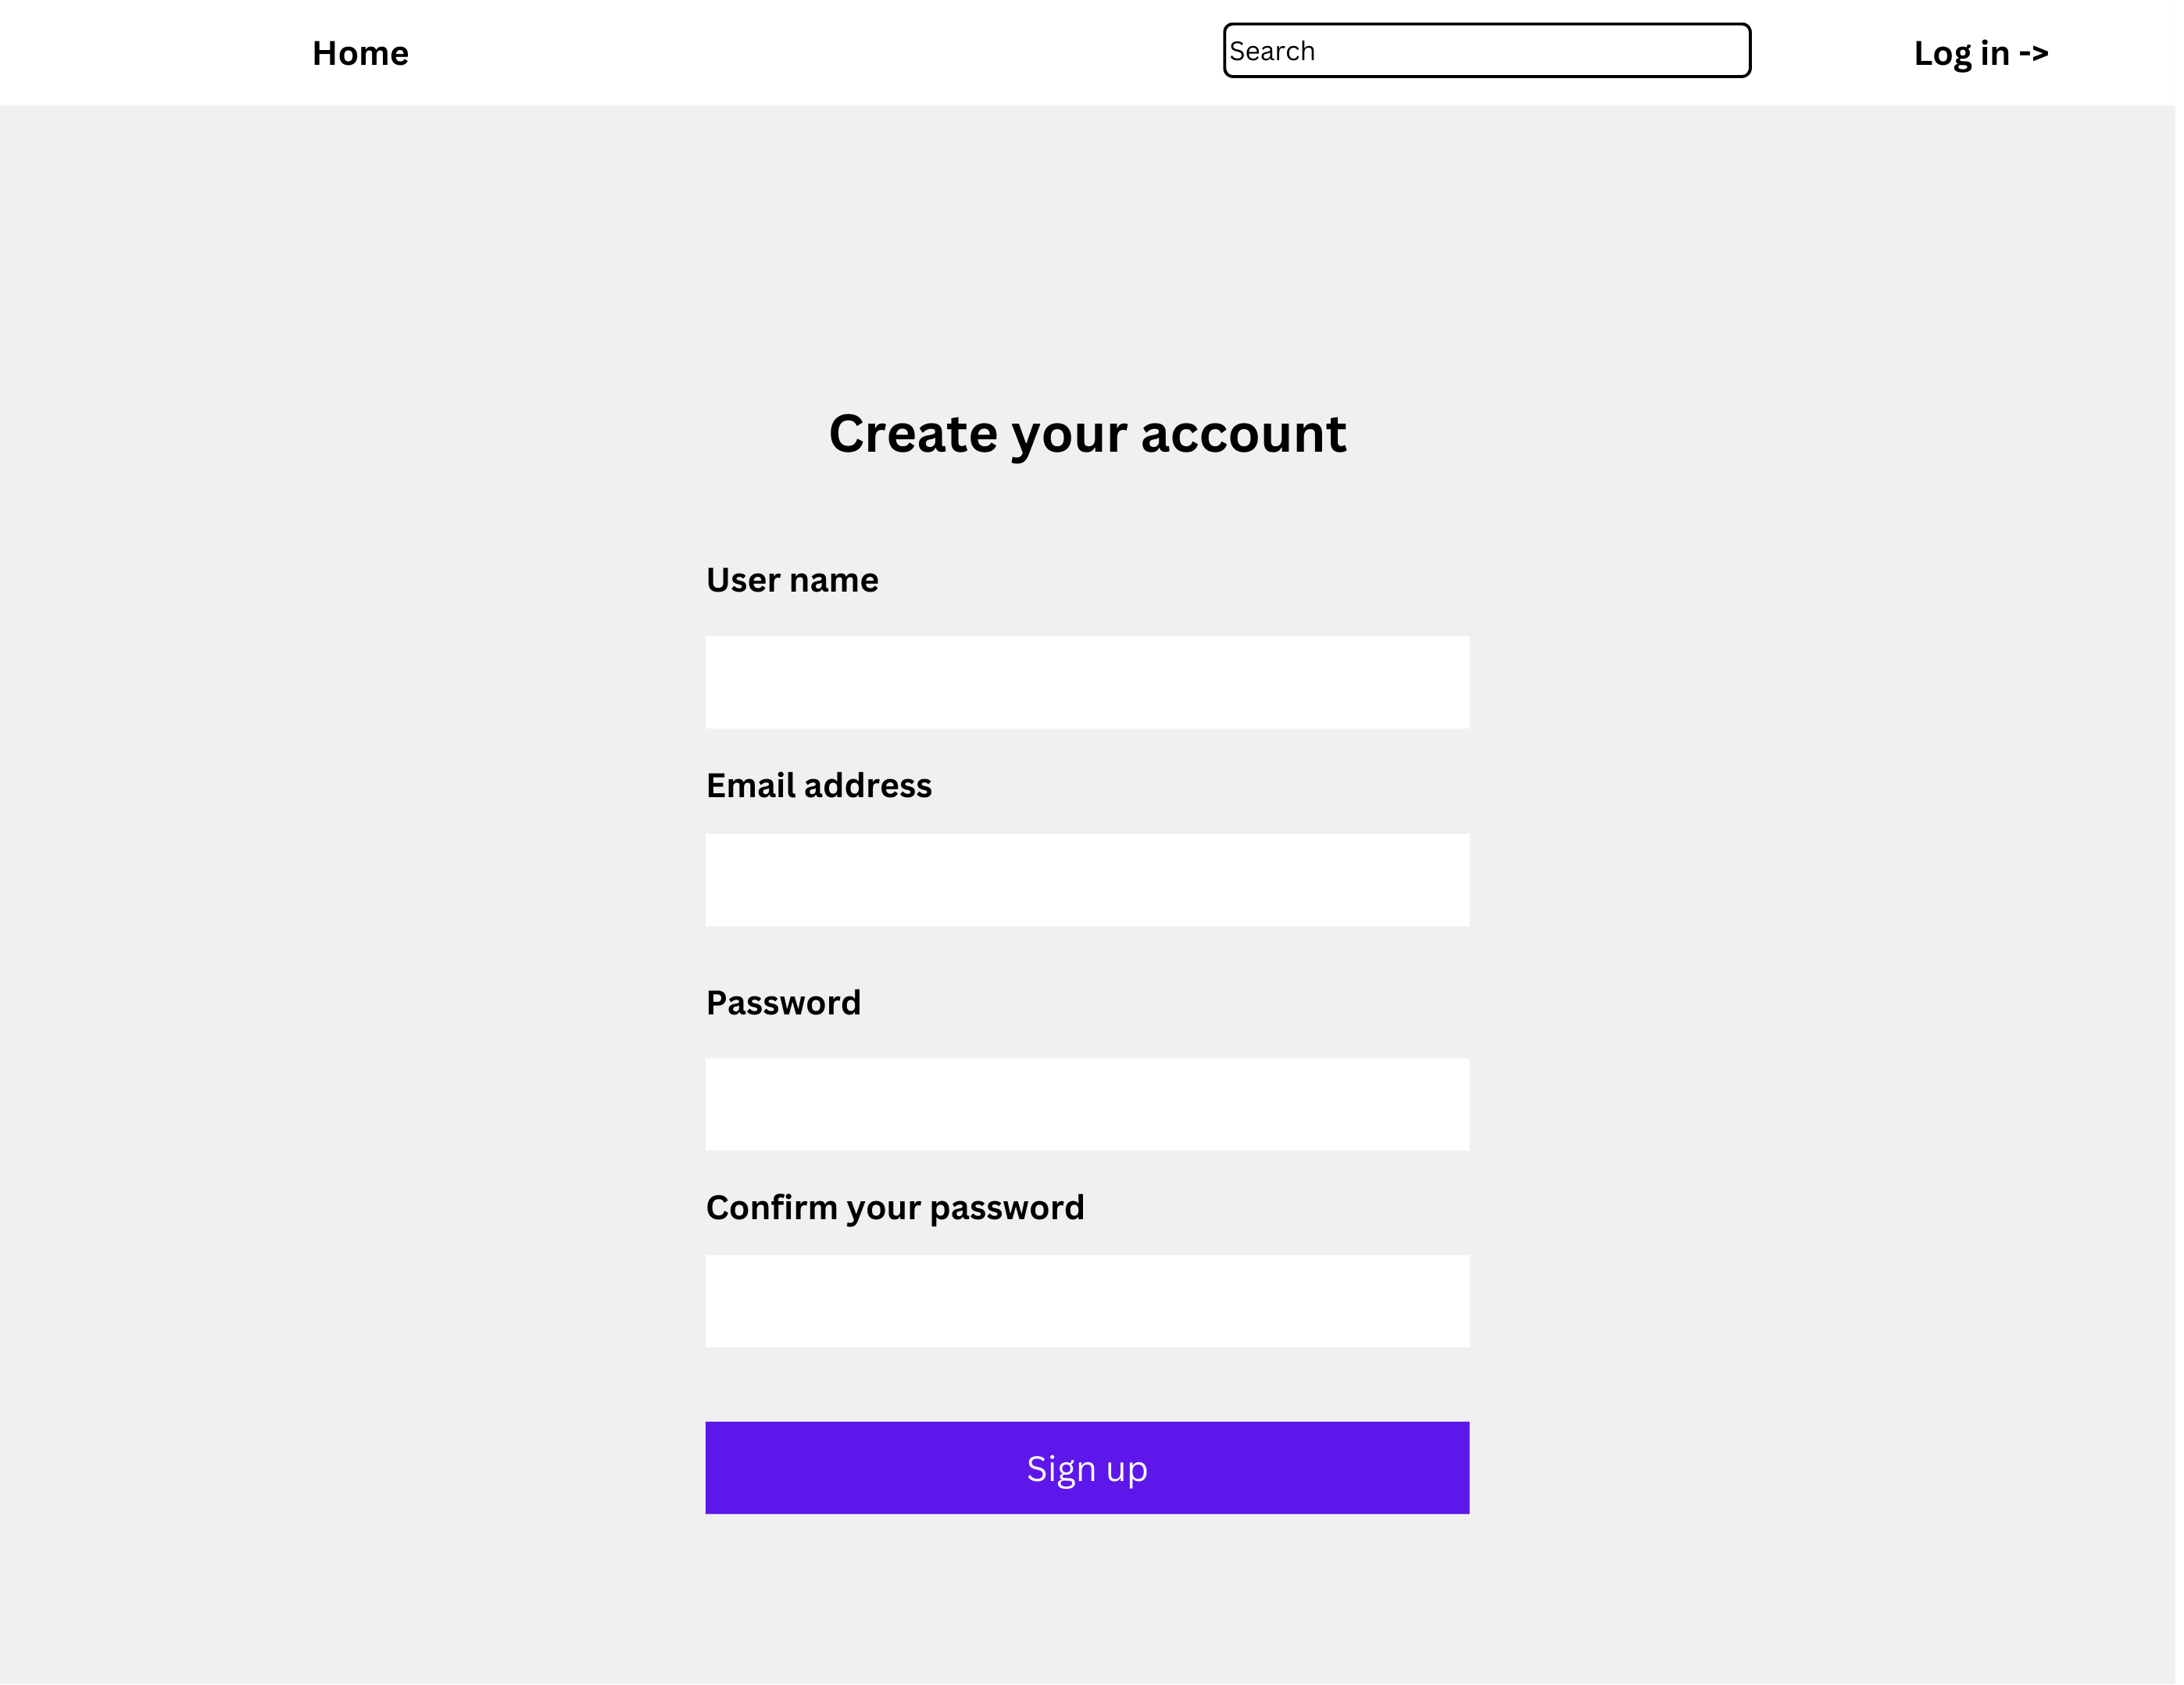 Home
Search
Log in ->
Create your account
User name
Email address
Password
Confirm your password
Sign up